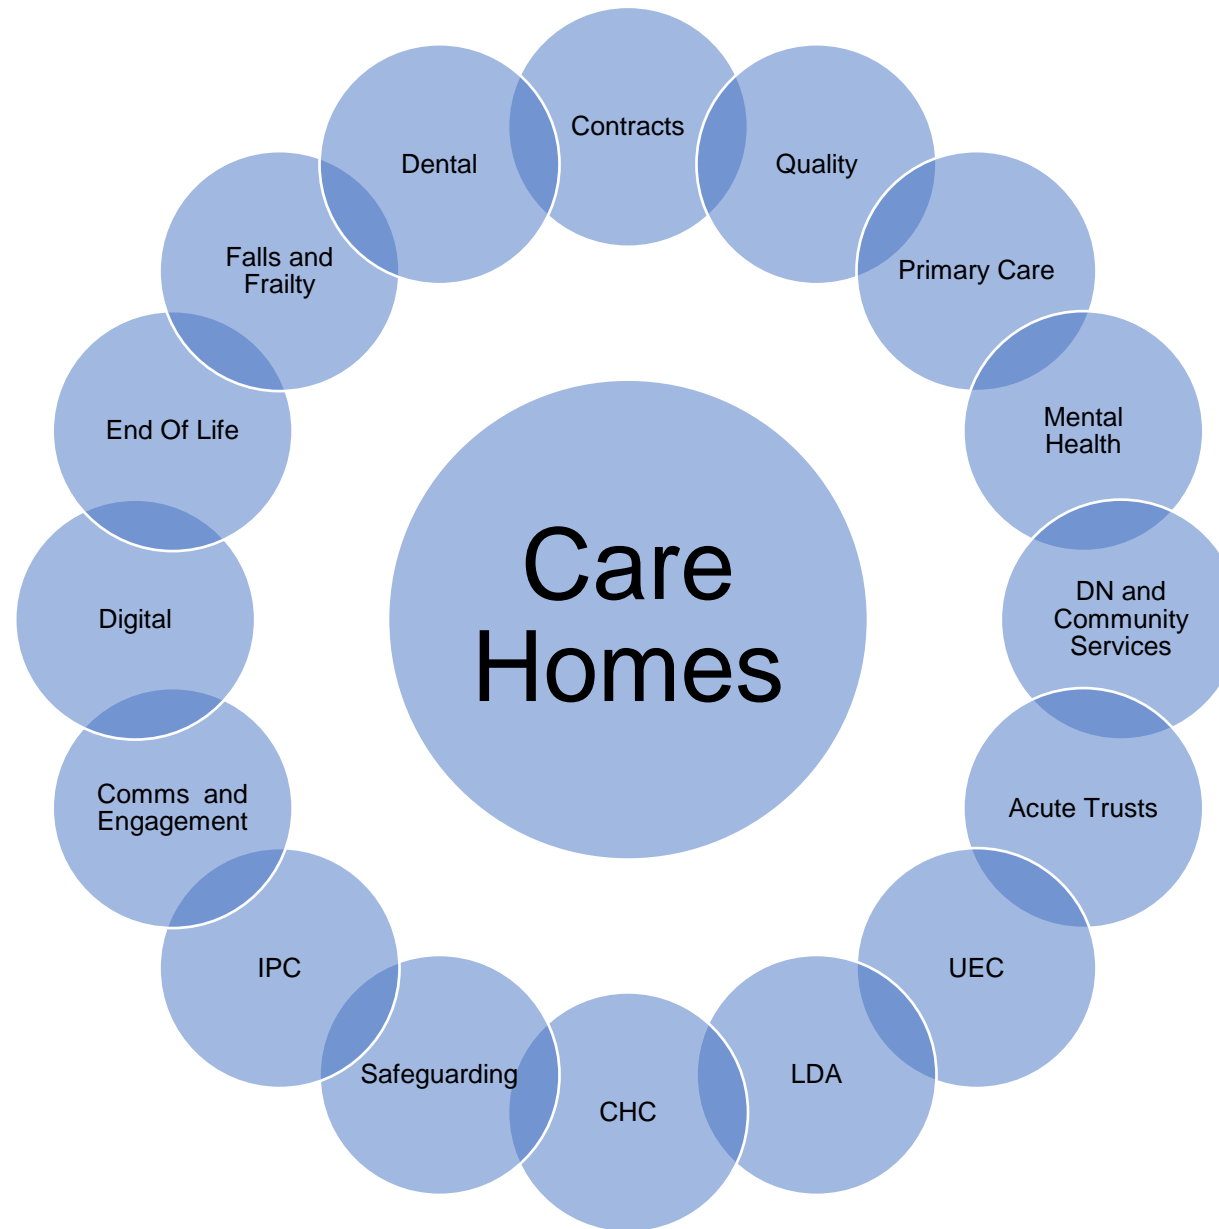 Contracts
Quality
Primary Care
Mental
Health
DN and
Community
Services
Acute Trusts
UEC
LDA
CHC
Safeguarding
IPC
Comms and
Engagement
Digital
End Of Life
Falls and
Frailty
Dental
Care
Homes